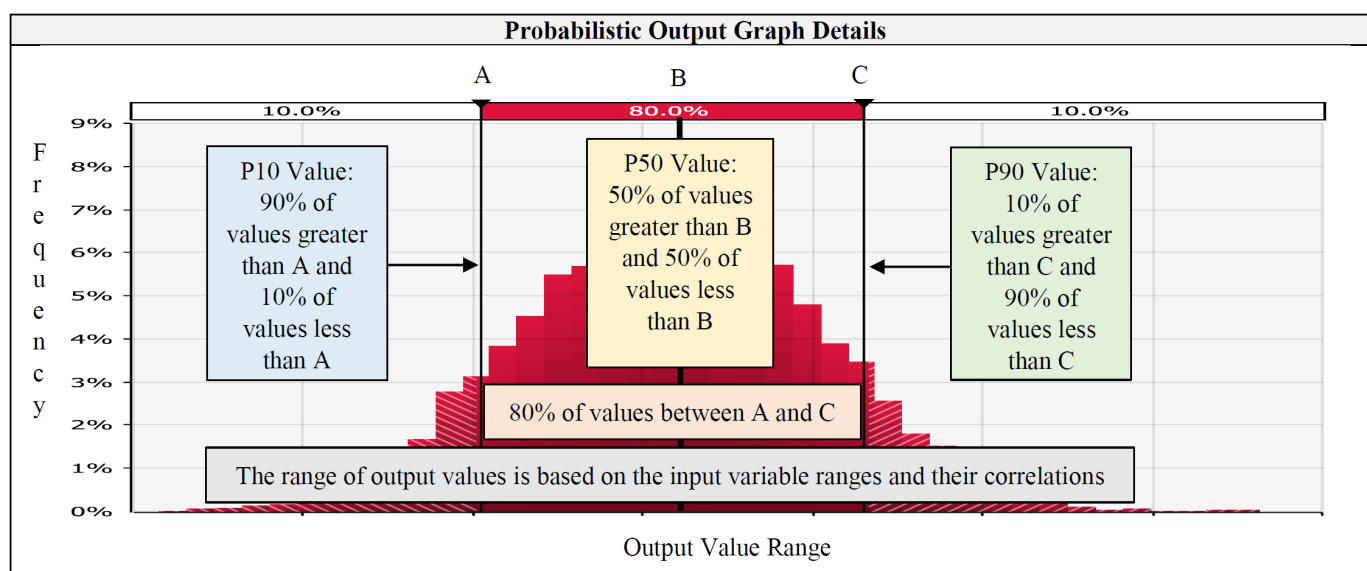 Probabilistic Output Graph Details
A
B
C
10.0%
80.0%
10.0%
Frequency
9%
8%
7%
6%
5%
4%
3%
2%
1%
0%
P10 Value:
90% of
values greater
than A and
10% of
values less
than A
P50 Value:
50% of values
greater than B
and 50% of
values less
than B
P90 Value:
10% of
values greater
than C and
90% of
values less
than C
80% of values between A and C
The range of output values is based on the input variable ranges and their correlations
Output Value Range